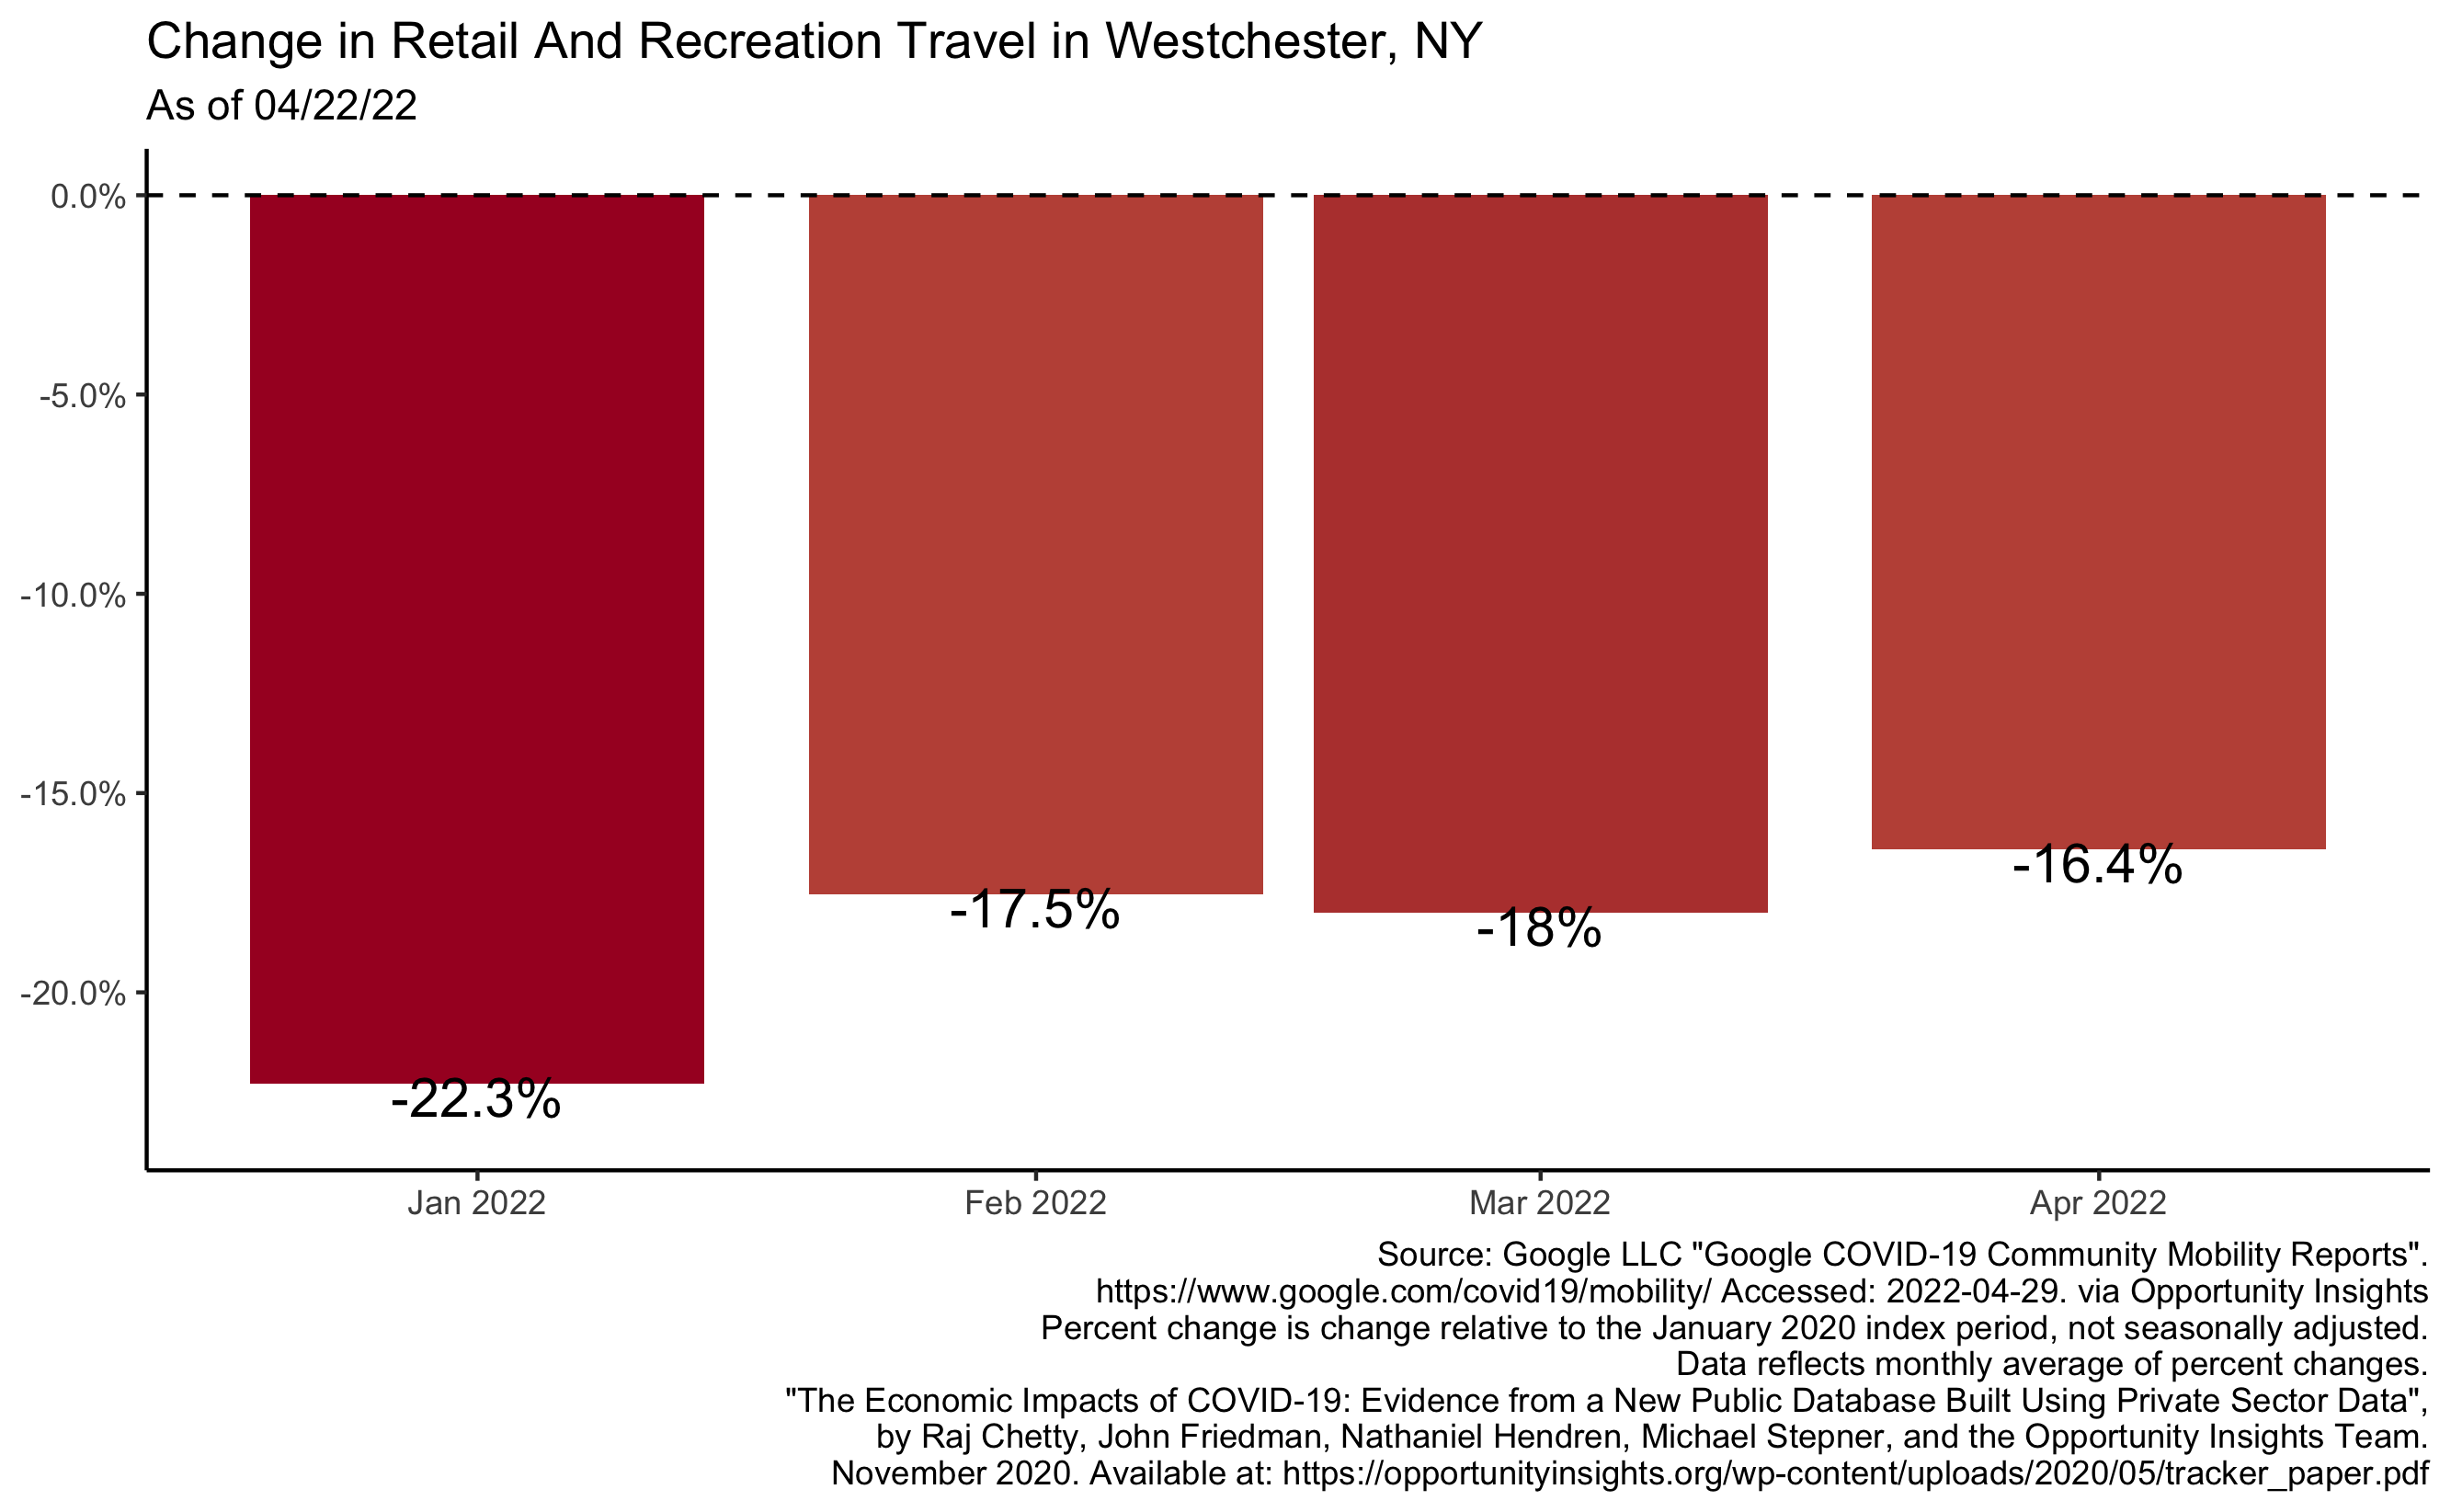 Change in Retail And Recreation Travel in Westchester, NY
As of 04/22/22
0.0%
-5.0%
-10.0%
-15.0%
-20.0%
-22.3%
-17.5%
-18%
-16.4%
Jan 2022
Feb 2022
Mar 2022
Apr 2022
Source: Google LLC "Google COVID-19 Community Mobility Reports".
https://www.google.com/covid19/mobility/ Accessed: 2022-04-29. via Opportunity Insights
Percent change is change relative to the January 2020 index period, not seasonally adjusted.
Data reflects monthly average of percent changes.
"The Economic Impacts of COVID-19: Evidence from a New Public Database Built Using Private Sector Data",
by Raj Chetty, John Friedman, Nathaniel Hendren, Michael Stepner, and the Opportunity Insights Team.
November 2020. Available at: https://opportunityinsights.org/wp-content/uploads/2020/05/tracker_paper.pdf